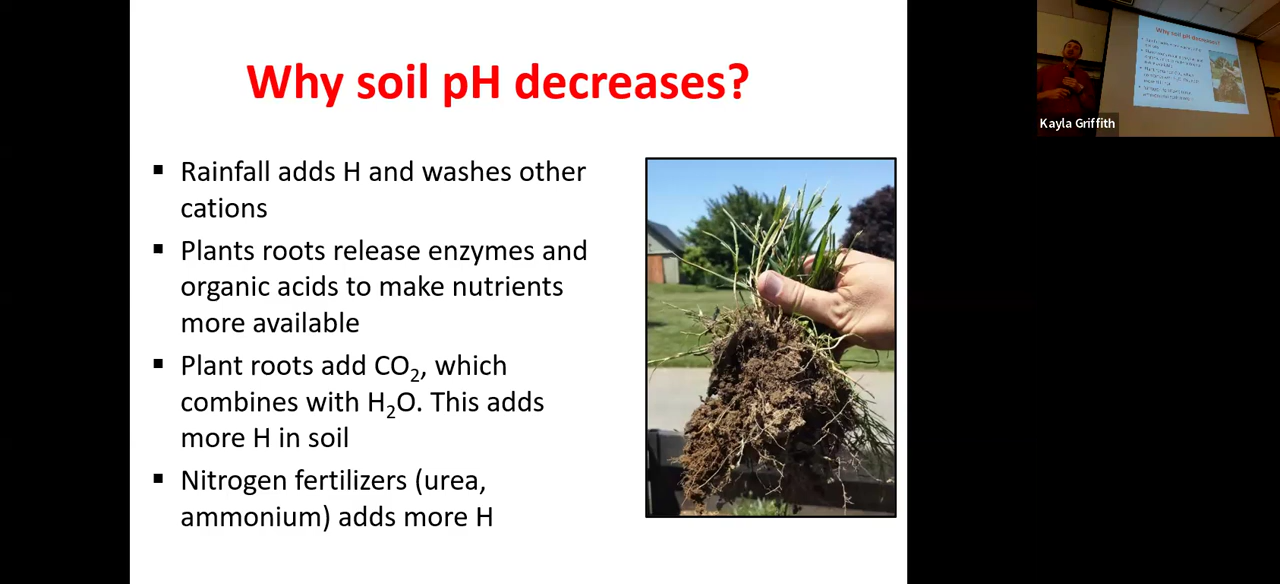 Why soil pH decreases?
▪ Rainfall adds H and washes other
cations
▪ Plants roots release enzymes and
organic acids to make nutrients
more available
▪ Plant roots add CO₂, which
combines with H₂O. This adds
more H in soil
▪ Nitrogen fertilizers (urea,
ammonium) adds more H
Why soil pH decreases?
Kayla Griffith